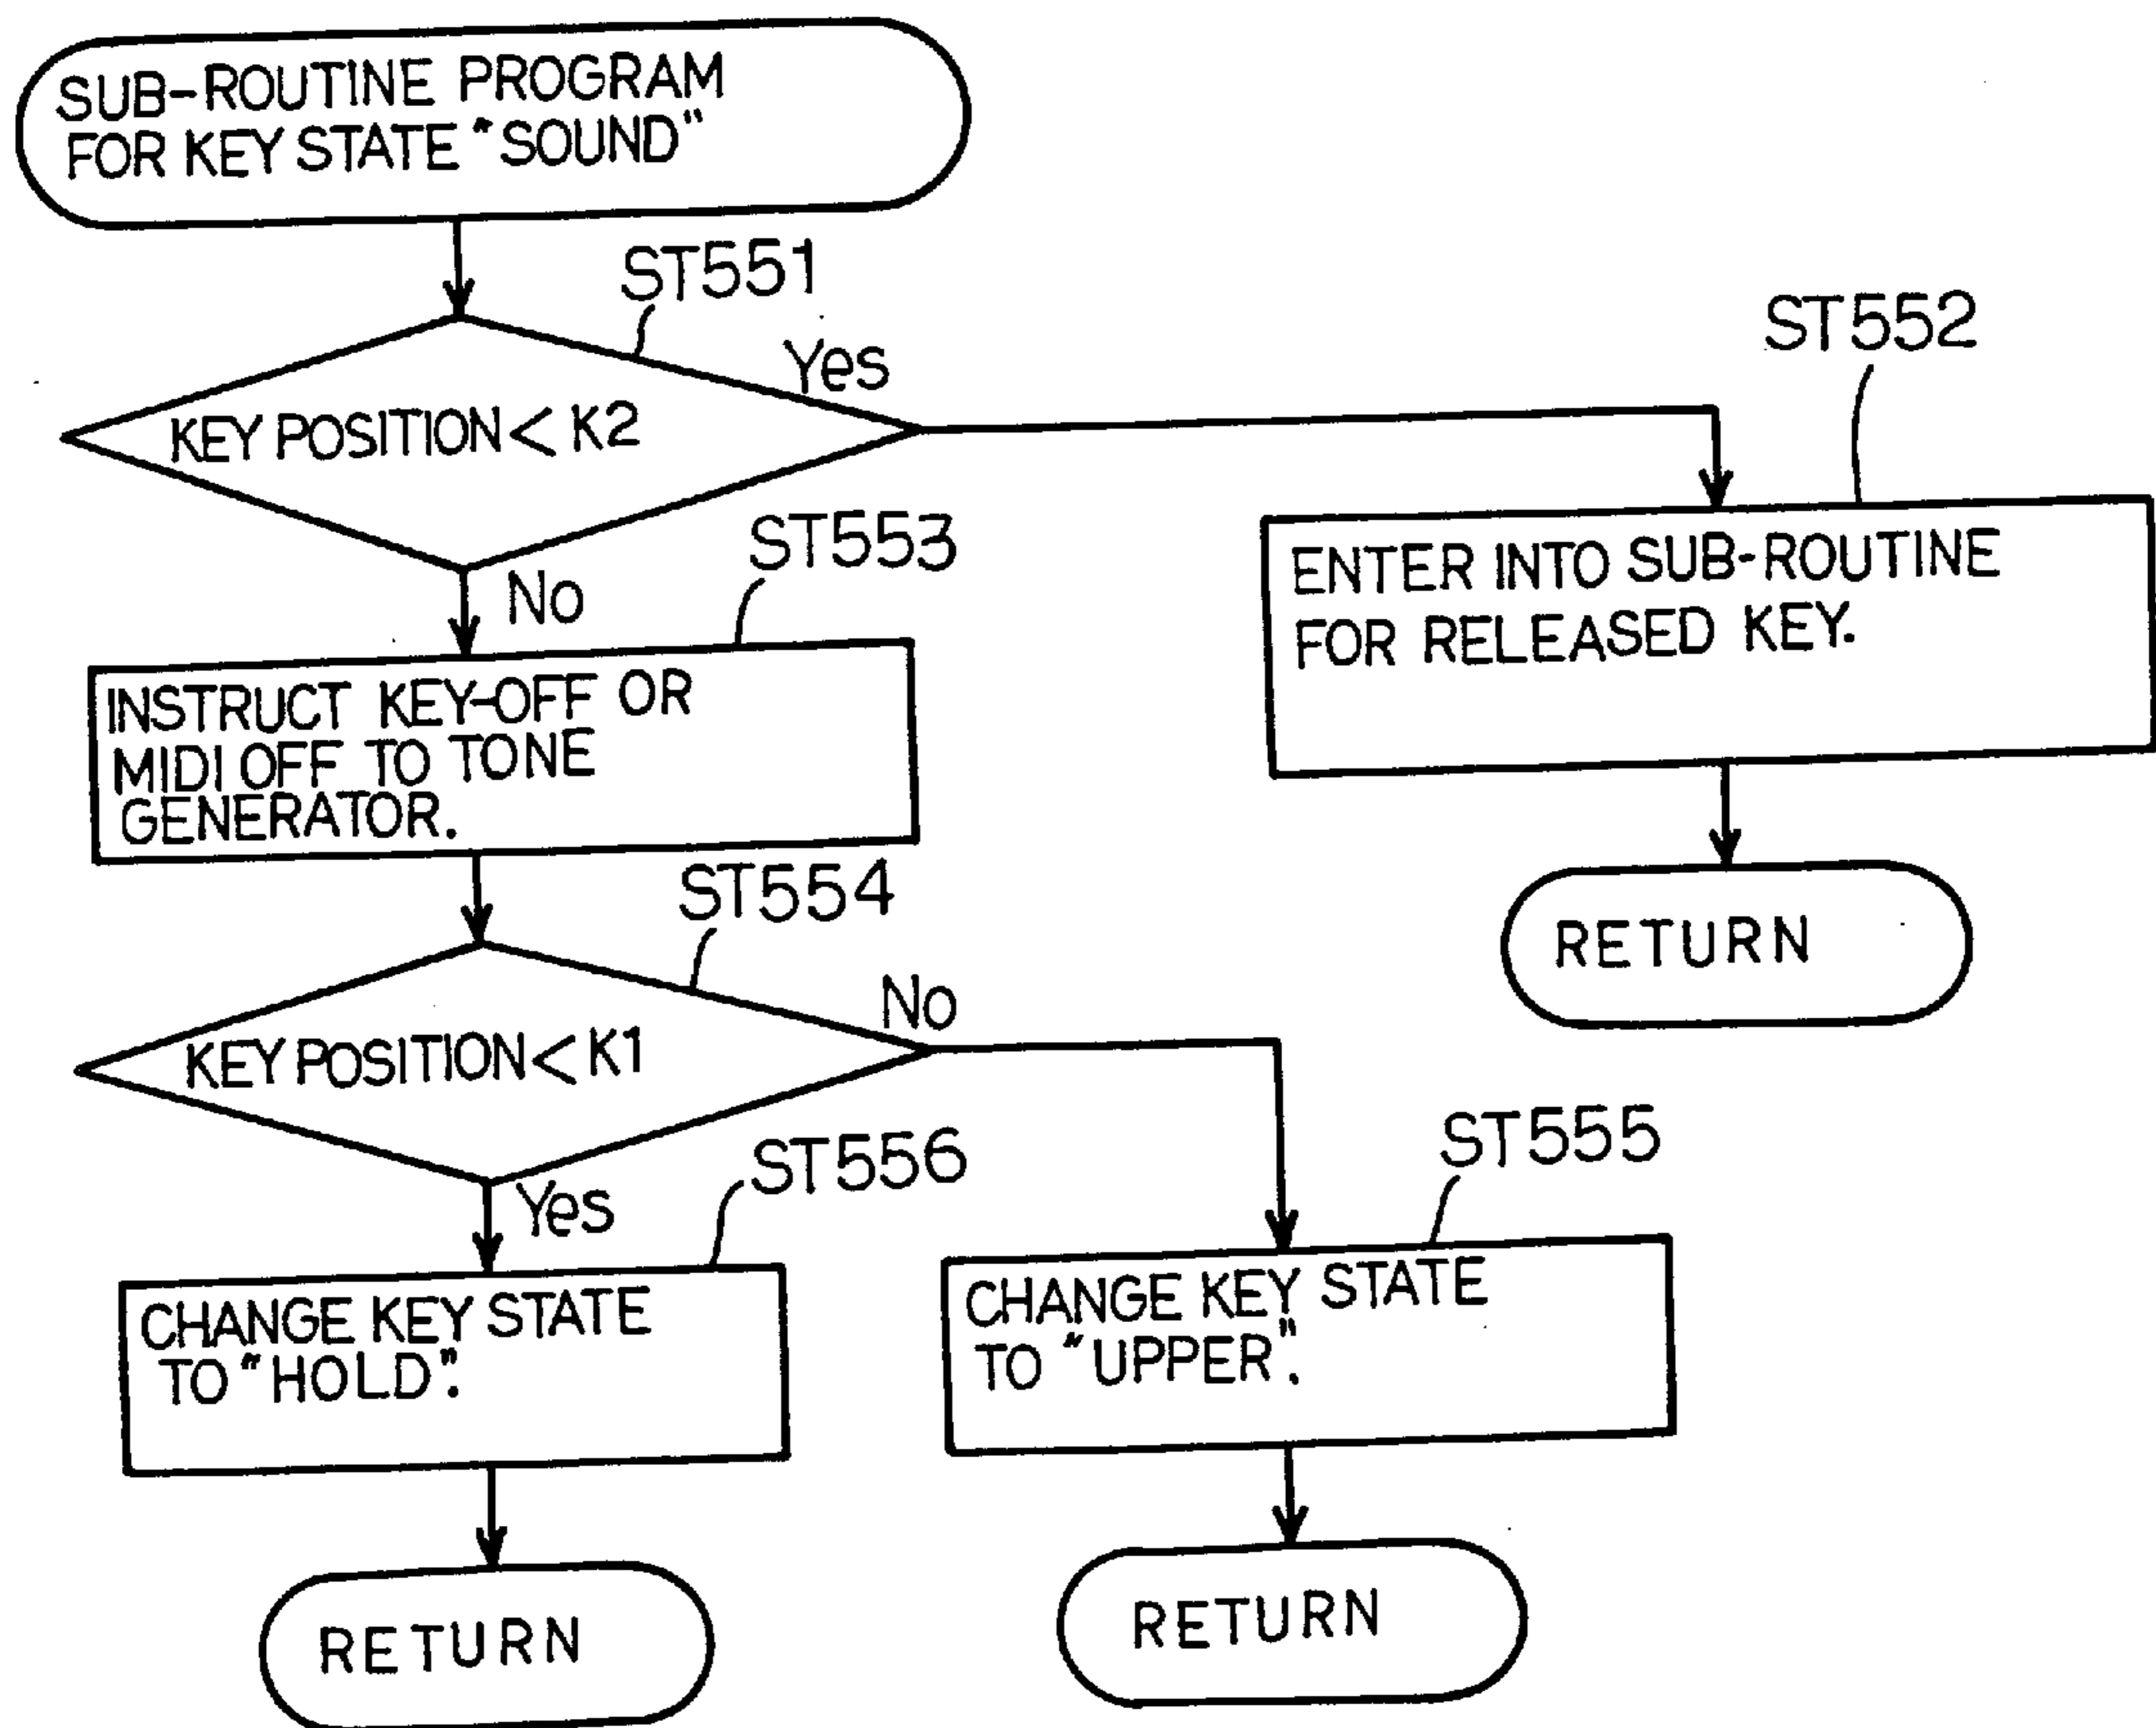 SUB-ROUTINE PROGRAM
FOR KEY STATE "SOUND"
ST551
Yes
KEY POSITION < K2
ST552
No
ST553
ENTER INTO SUB-ROUTINE
FOR RELEASED KEY.
INSTRUCT KEY-OFF OR
MIDI OFF TO TONE
GENERATOR.
RETURN
ST554
No
KEY POSITION < K1
ST555
Yes
ST556
CHANGE KEY STATE
TO "HOLD".
CHANGE KEY STATE
TO "UPPER".
RETURN
RETURN